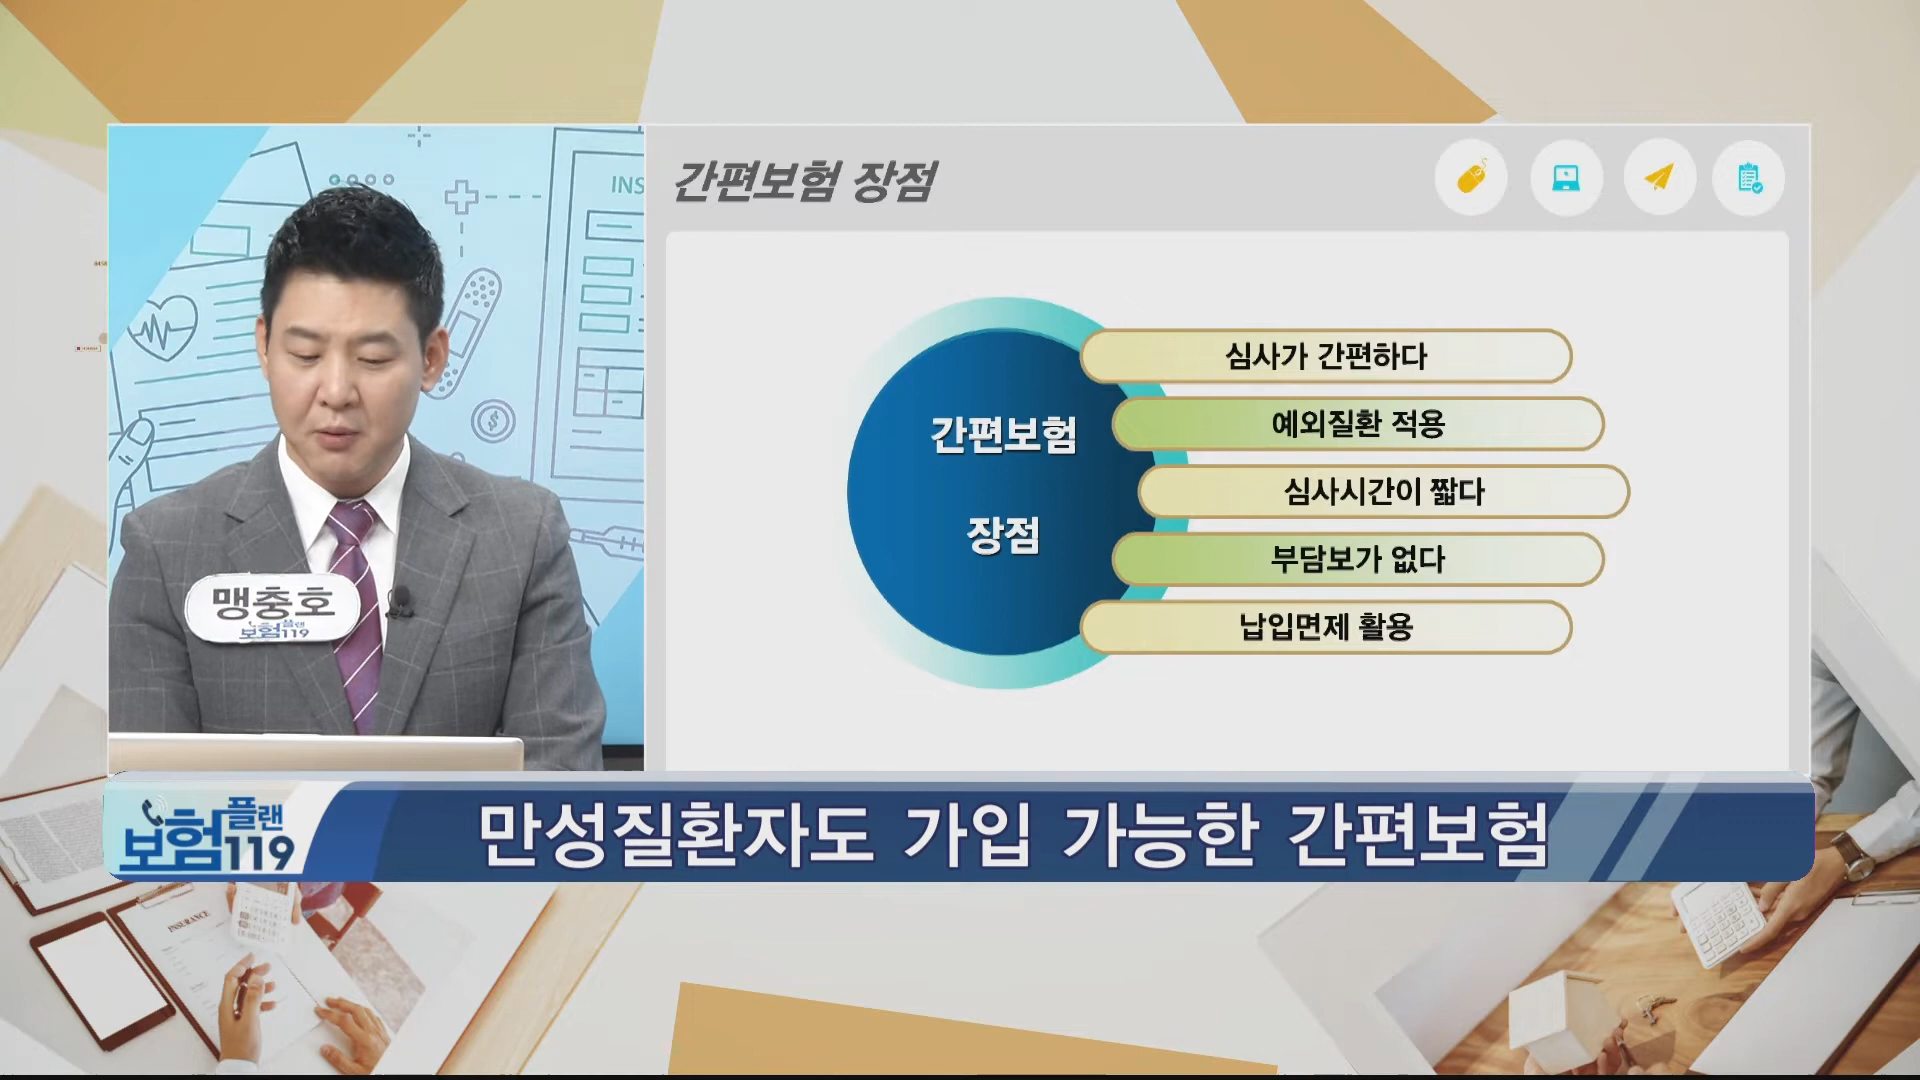 간편보험 장점
INS
간편보험
장점
심사가 간편하다
예외질환 적용
심사시간이 짧다
부담보가 없다
납입면제 활용
맹충호
보험플랜119
보험플랜119
만성질환자도 가입 가능한 간편보험
INSURANCE